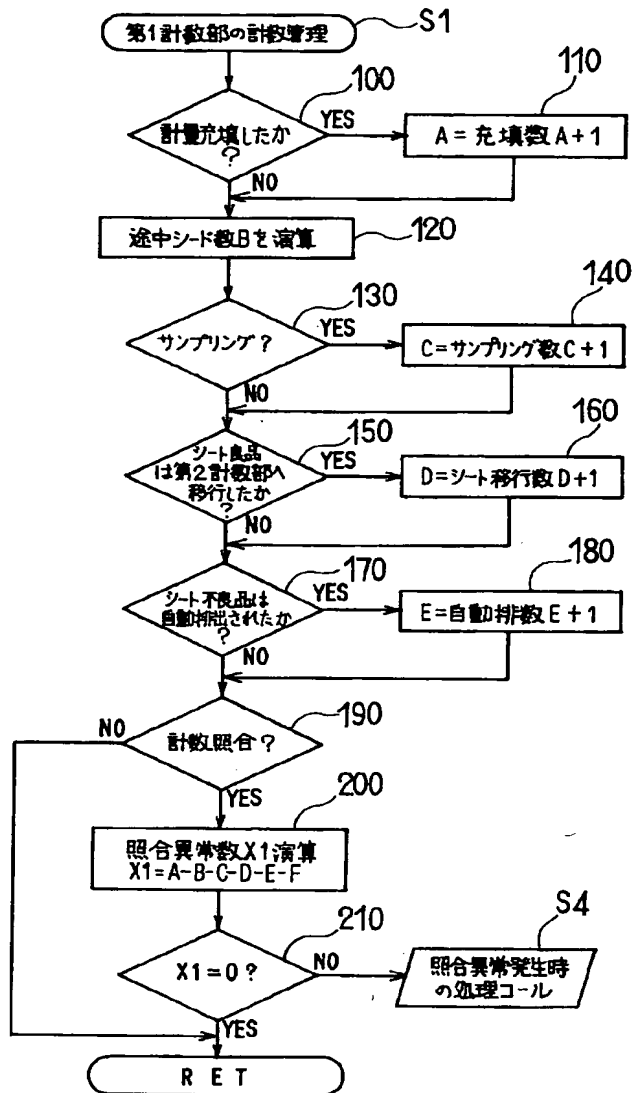 第1計数部の計数管理
S1
100
計量充填したか
?
YES
110
A=充填数A+1
NO
途中シード数Bを演算
120
130
サンプリング?
YES
140
C=サンプリング数C+1
NO
150
シート良品
は第2計数部へ
移行したか
?
YES
160
D=シート移行数D+1
NO
170
シート不良品は
自動排出されたか
?
YES
180
E=自動排数E+1
NO
190
計数照合?
NO
YES
200
照合異常数X1演算
X1=A-B-C-D-E-F
210
X1=0?
NO
S4
照合異常発生時
の処理コール
YES
RET